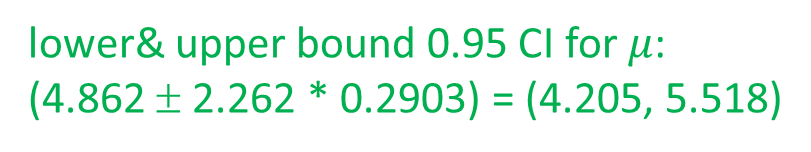 lower& upper bound 0.95 CI for μ:
(4.862 ± 2.262 * 0.2903) = (4.205, 5.518)